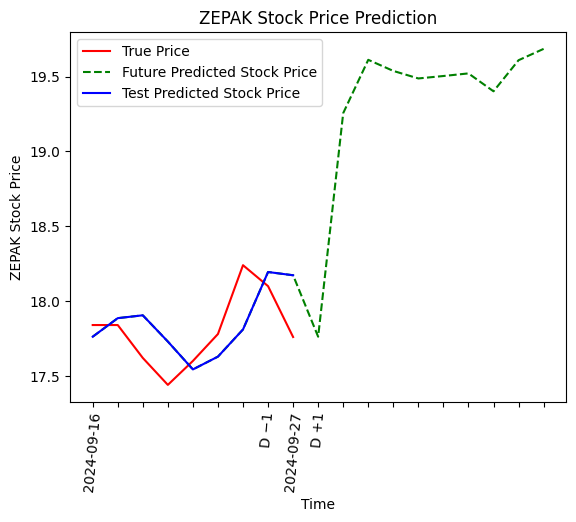 ZEPAK Stock Price Prediction
True Price
Future Predicted Stock Price
Test Predicted Stock Price
ZEPAK Stock Price
19.5
19.0
18.5
18.0
17.5
2024-09-16
D −1
2024-09-27
D +1
Time